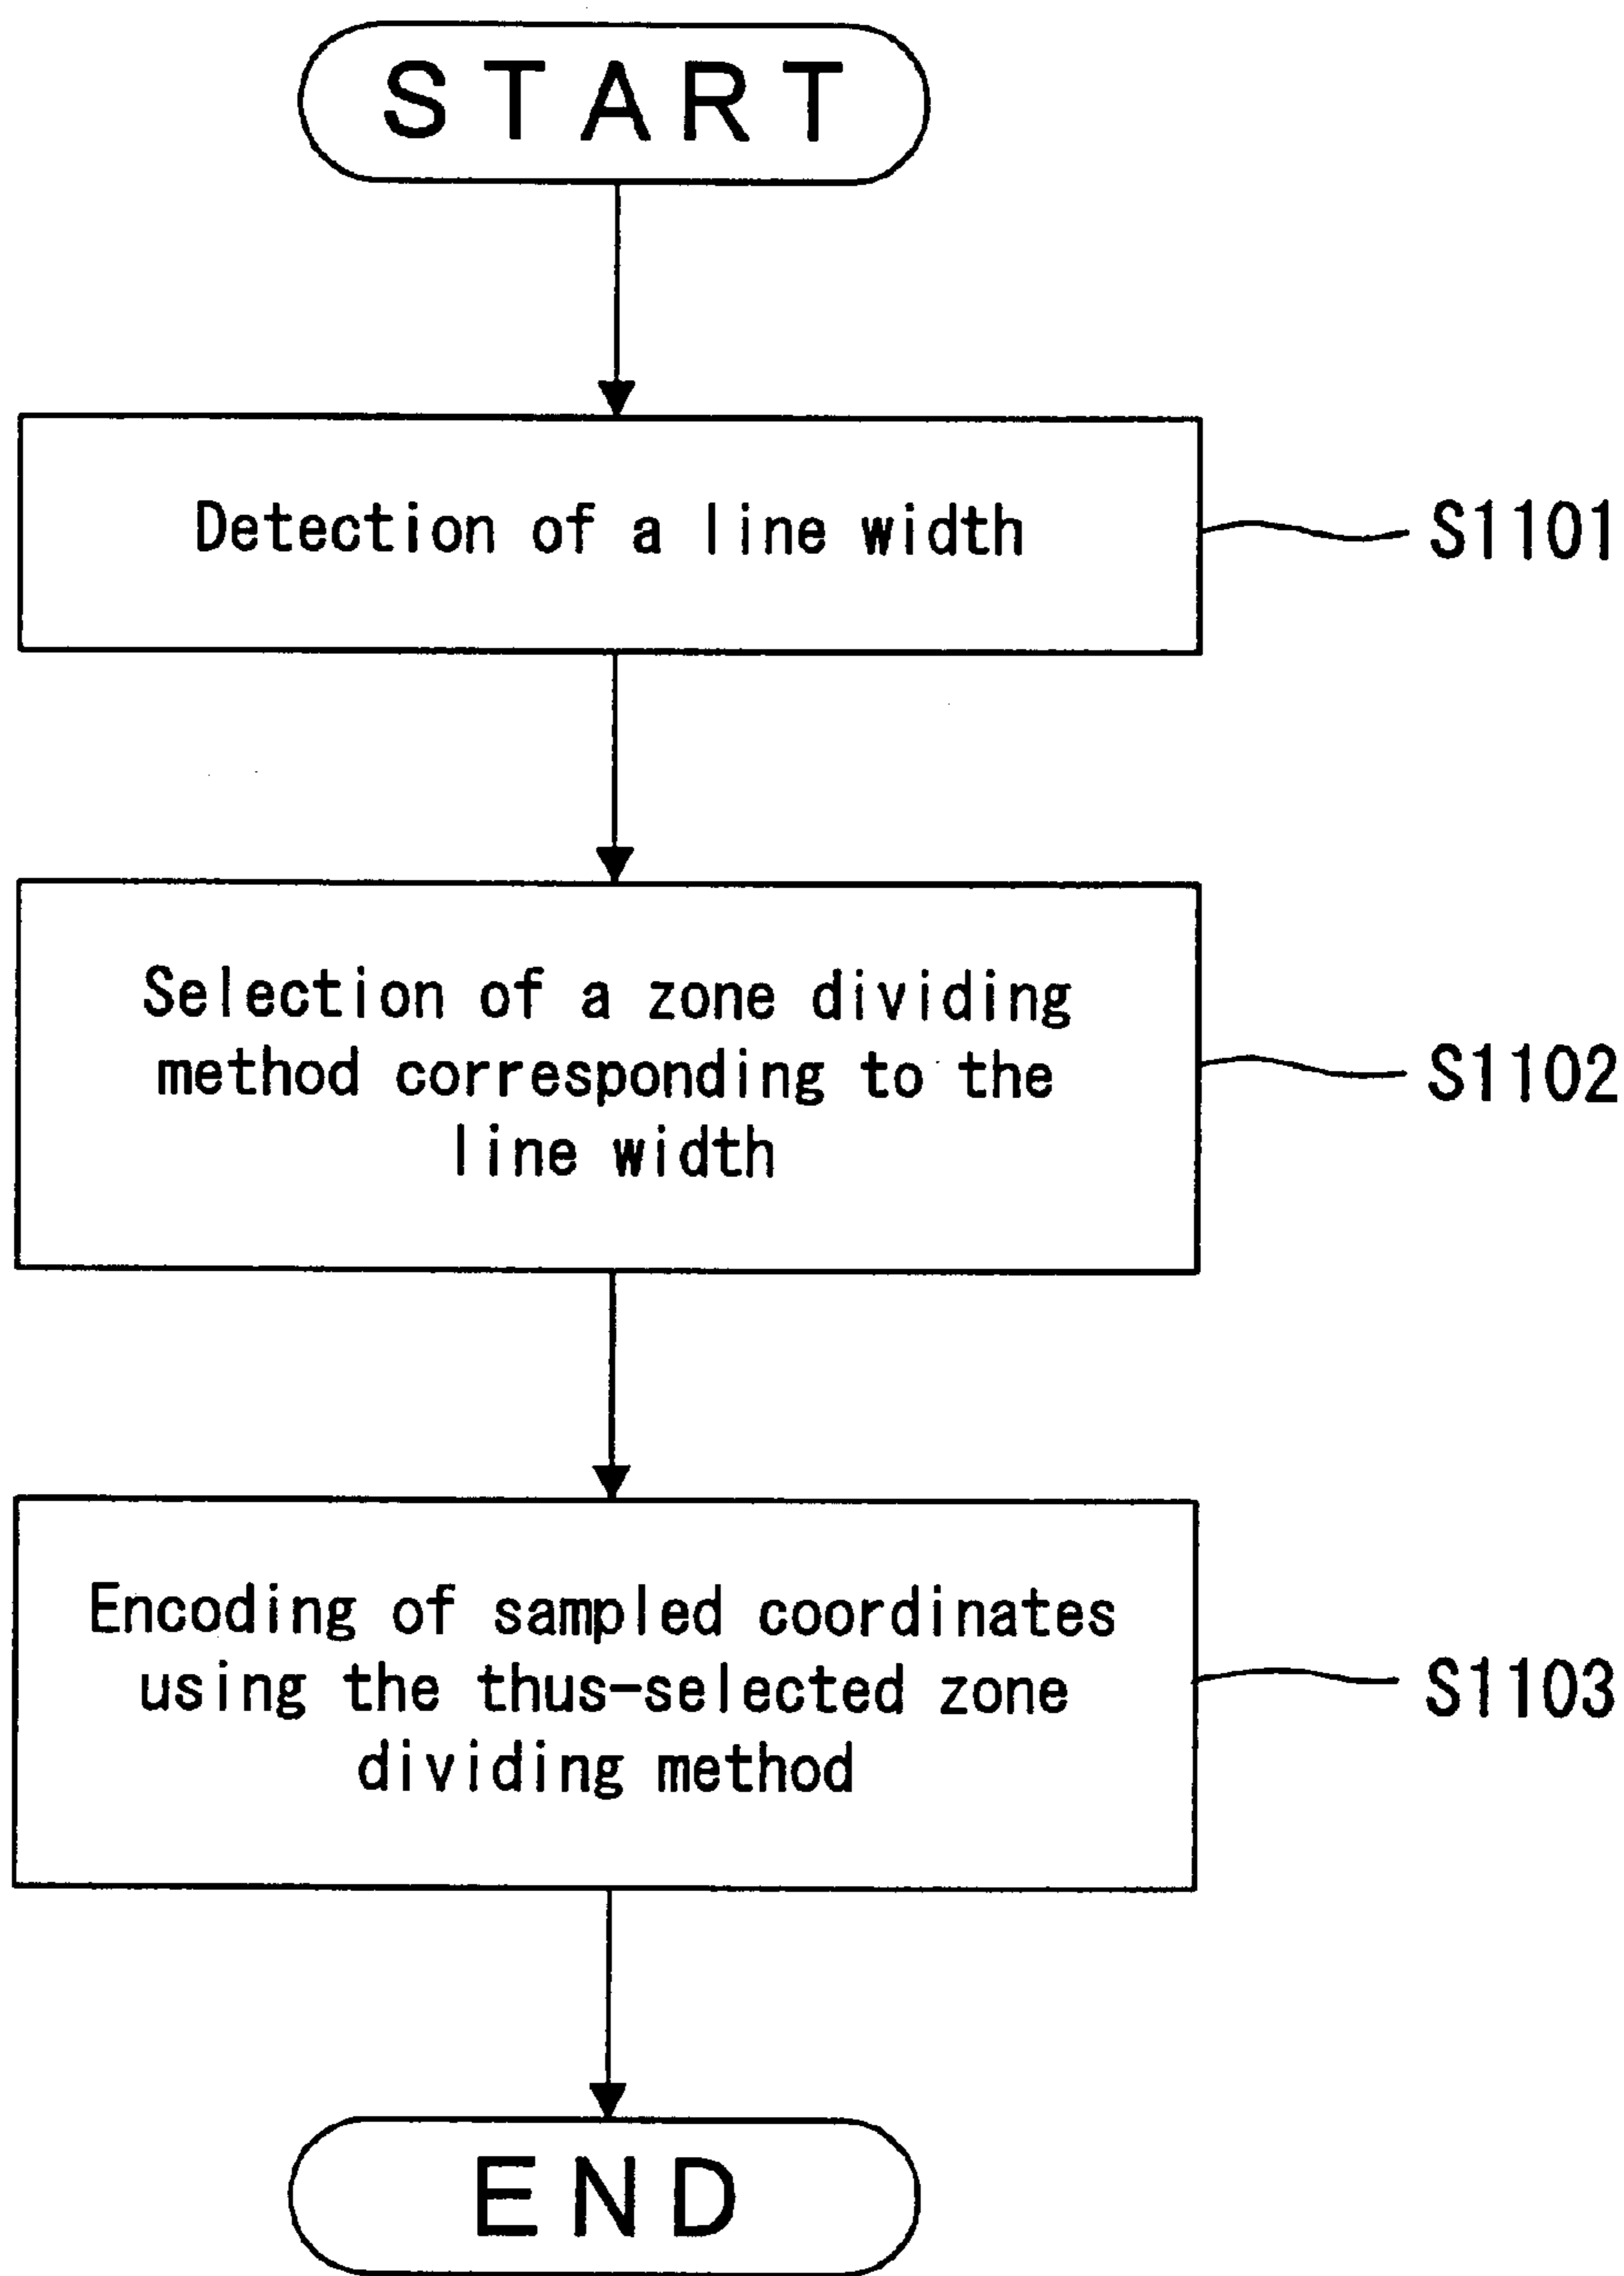 START
Detection of a line width
S1101
Selection of a zone dividing
method corresponding to the
line width
S1102
Encoding of sampled coordinates
using the thus-selected zone
dividing method
S1103
END